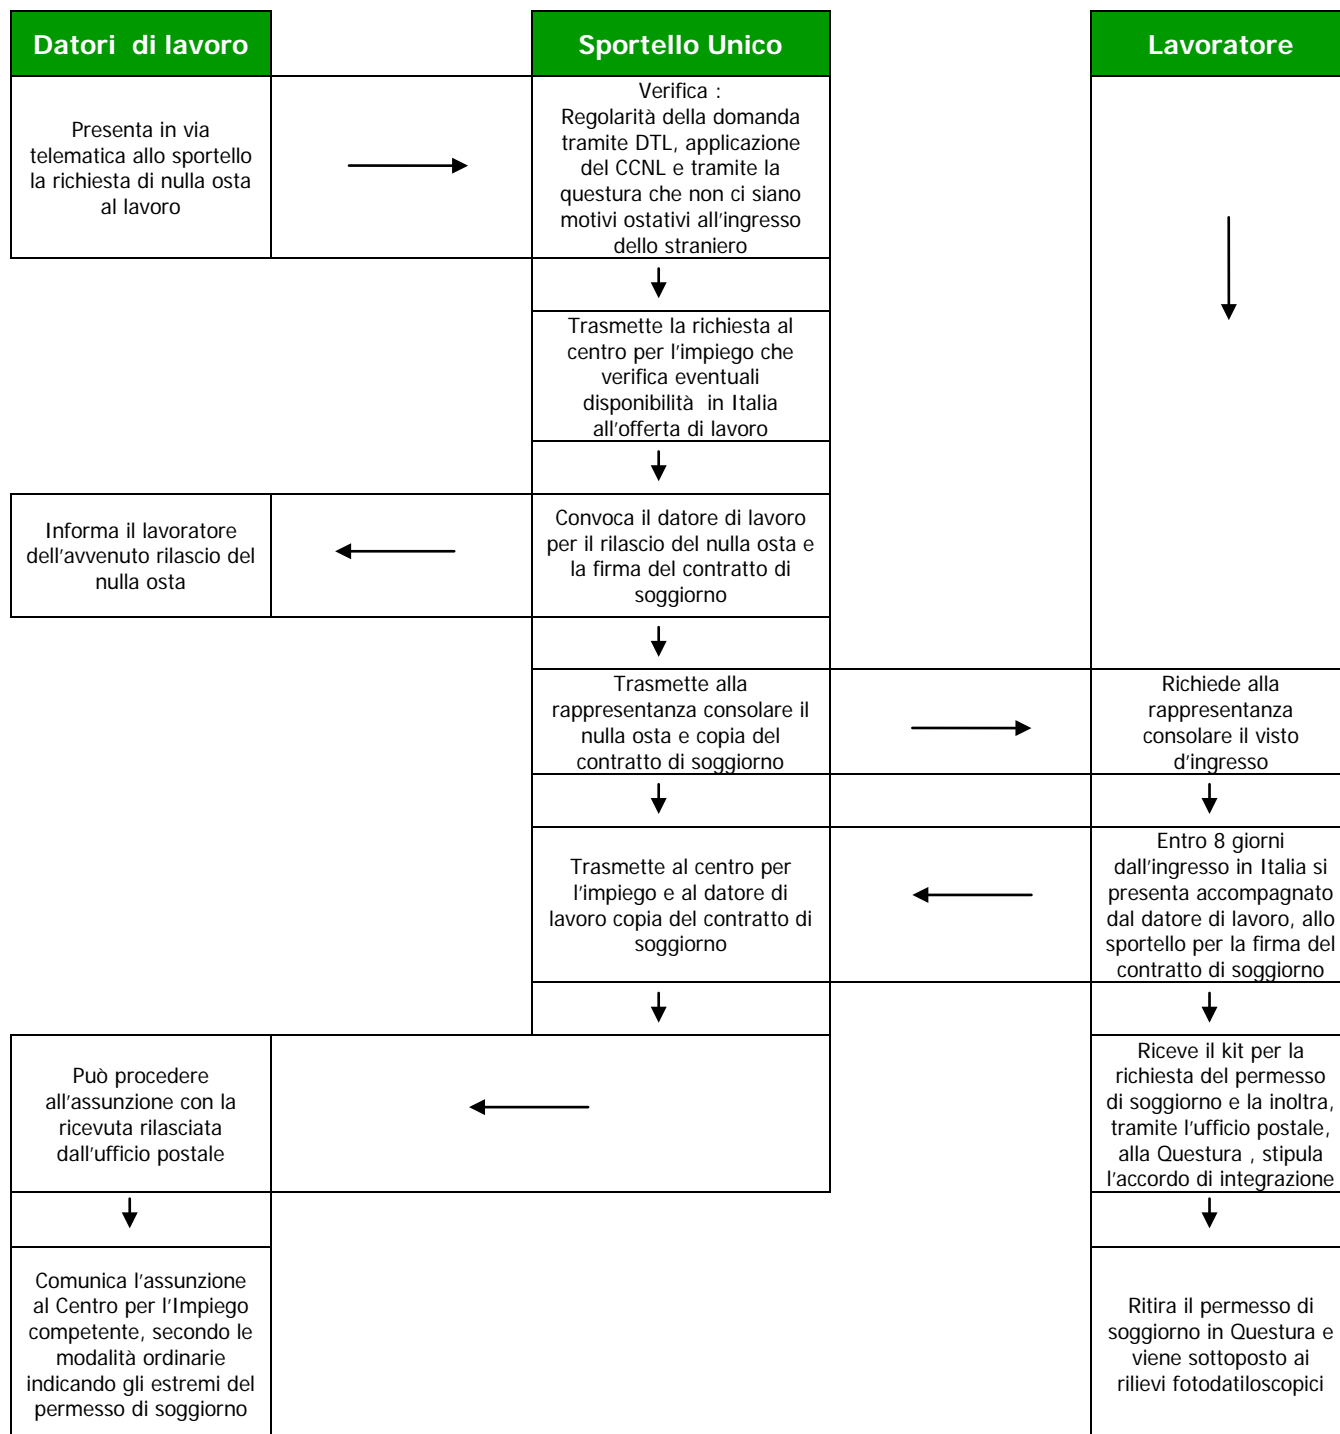 Datori di lavoro
Sportello Unico
Lavoratore
Presenta in via
telematica allo sportello
la richiesta di nulla osta
al lavoro
Verifica :
Regolarità della domanda
tramite DTL, applicazione
del CCNL e tramite la
questura che non ci siano
motivi ostativi all'ingresso
dello straniero
Trasmette la richiesta al
centro per l'impiego che
verifica eventuali
disponibilità in Italia
all'offerta di lavoro
Informa il lavoratore
dell'avvenuto rilascio del
nulla osta
Convoca il datore di lavoro
per il rilascio del nulla osta e
la firma del contratto di
soggiorno
Trasmette alla
rappresentanza consolare il
nulla osta e copia del
contratto di soggiorno
Richiede alla
rappresentanza
consolare il visto
d'ingresso
Trasmette al centro per
l'impiego e al datore di
lavoro copia del contratto di
soggiorno
Entro 8 giorni
dall'ingresso in Italia si
presenta accompagnato
dal datore di lavoro, allo
sportello per la firma del
contratto di soggiorno
Può procedere
all'assunzione con la
ricevuta rilasciata
dall'ufficio postale
Riceve il kit per la
richiesta del permesso
di soggiorno e la inoltra,
tramite l'ufficio postale,
alla Questura , stipula
l'accordo di integrazione
Comunica l'assunzione
al Centro per l'Impiego
competente, secondo le
modalità ordinarie
indicando gli estremi del
permesso di soggiorno
Ritira il permesso di
soggiorno in Questura e
viene sottoposto ai
rilievi fotodatiloscopici